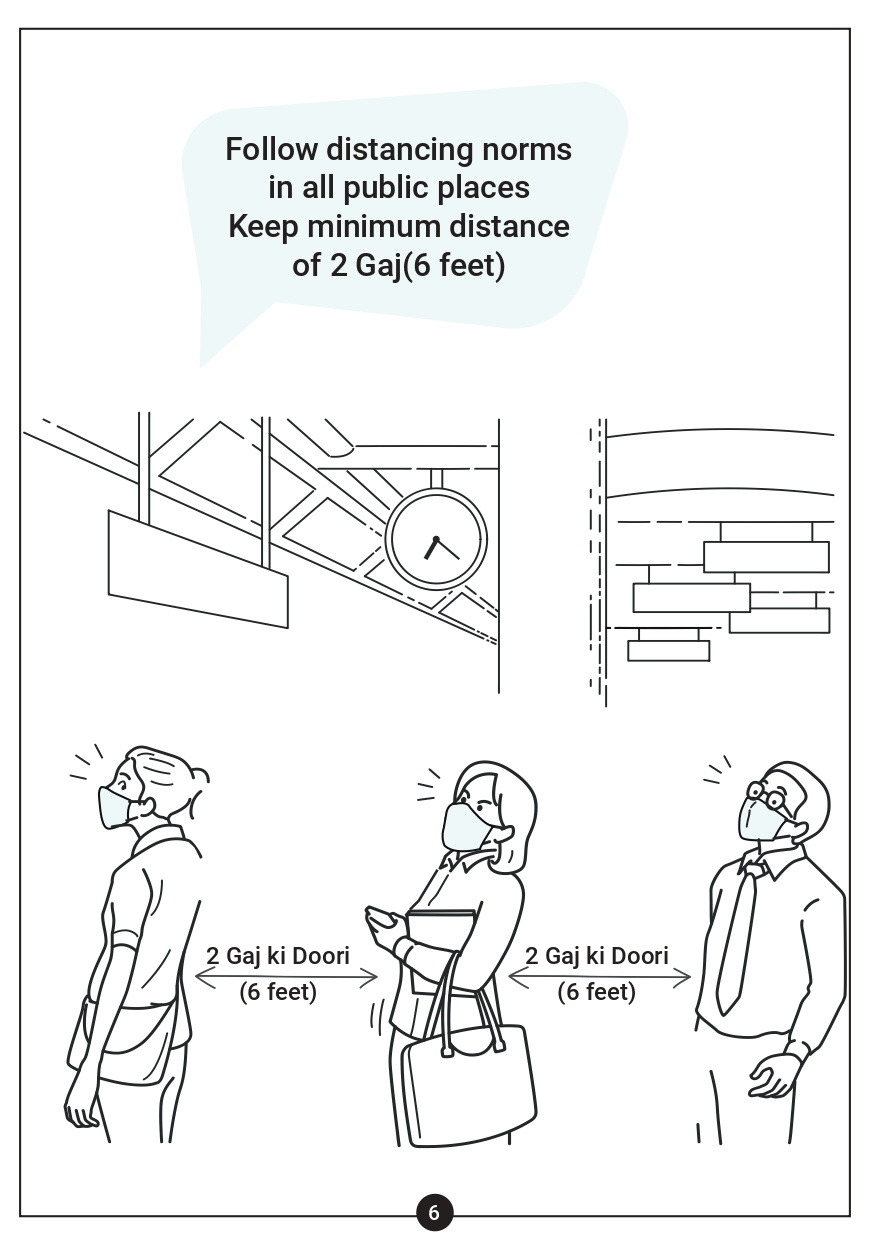 Follow distancing norms
in all public places
Keep minimum distance
of 2 Gaj(6 feet)
2 Gaj ki Doori
(6 feet)
2 Gaj ki Doori
(6 feet)
6